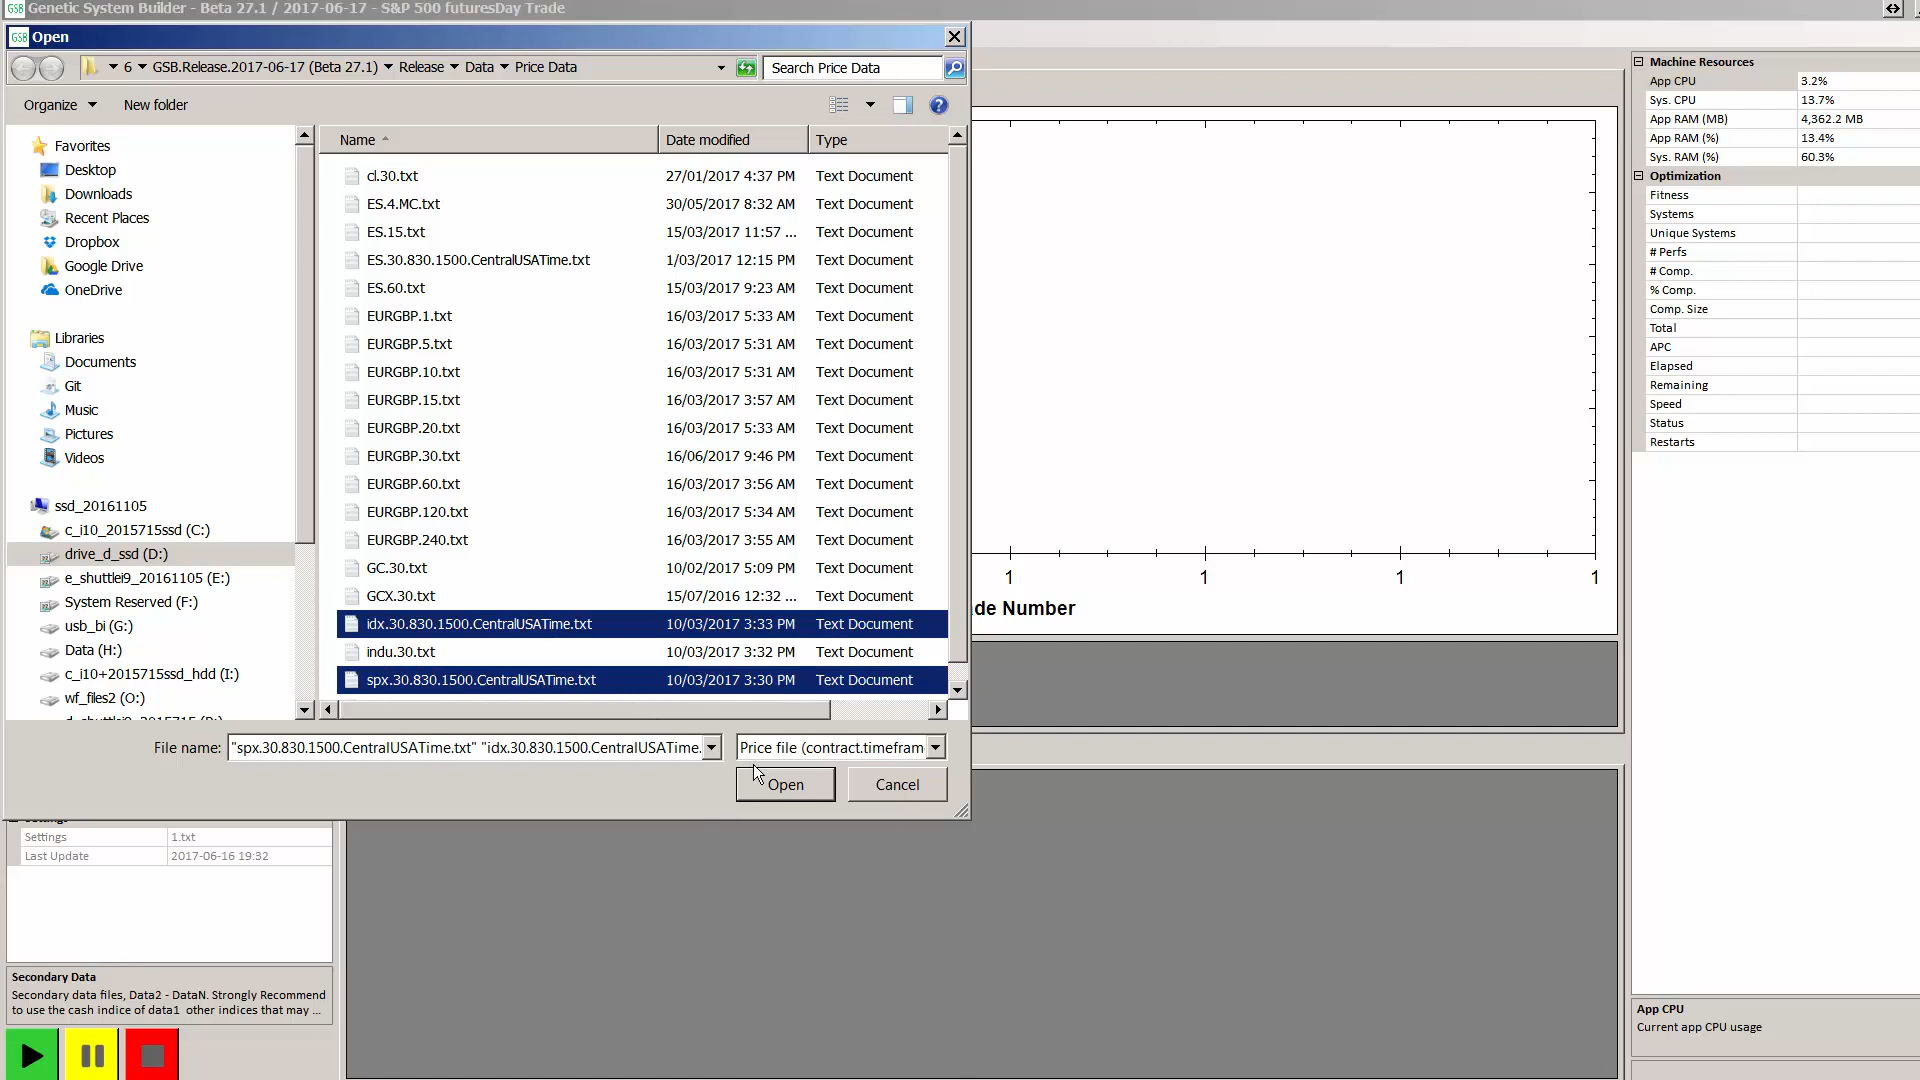 GSB Genetic System Builder - Beta 27.1 / 2017-06-17 - S&P 500 futuresDay Trade
GSB Open
6 GSB.Release.2017-06-17 (Beta 27.1) Release Data Price Data
Search Price Data
Organize
New folder
Favorites
Desktop
Downloads
Recent Places
Dropbox
Google Drive
OneDrive
Libraries
Documents
Git
Music
Pictures
Videos
ssd_20161105
c_i10_2015715ssd (C:)
drive_d_ssd (D:)
e_shuttlei9_20161105 (E:)
System Reserved (F:)
usb_bi (G:)
Data (H:)
c_i10+2015715ssd_hdd (I:)
wf_files2 (O:)
Name Date modified Type
cl.30.txt 27/01/2017 4:37 PM Text Document
ES.4.MC.txt 30/05/2017 8:32 AM Text Document
ES.15.txt 15/03/2017 11:57 ... Text Document
ES.30.830.1500.CentralUSATime.txt 1/03/2017 12:15 PM Text Document
ES.60.txt 15/03/2017 9:23 AM Text Document
EURGBP.1.txt 16/03/2017 5:33 AM Text Document
EURGBP.5.txt 16/03/2017 5:31 AM Text Document
EURGBP.10.txt 16/03/2017 5:31 AM Text Document
EURGBP.15.txt 16/03/2017 3:57 AM Text Document
EURGBP.20.txt 16/03/2017 5:33 AM Text Document
EURGBP.30.txt 16/06/2017 9:46 PM Text Document
EURGBP.60.txt 16/03/2017 3:56 AM Text Document
EURGBP.120.txt 16/03/2017 5:34 AM Text Document
EURGBP.240.txt 16/03/2017 3:55 AM Text Document
GC.30.txt 10/02/2017 5:09 PM Text Document
GCX.30.txt 15/07/2016 12:32 ... Text Document
idx.30.830.1500.CentralUSATime.txt 10/03/2017 3:33 PM Text Document
indu.30.txt 10/03/2017 3:32 PM Text Document
spx.30.830.1500.CentralUSATime.txt 10/03/2017 3:30 PM Text Document
File name: "spx.30.830.1500.CentralUSATime.txt" "idx.30.830.1500.CentralUSATime.
Price file (contract.timefram
Open
Cancel
Settings 1.txt
Last Update 2017-06-16 19:32
Secondary Data
Secondary data files, Data2 - DataN. Strongly Recommend
to use the cash indice of data1 other indices that may ...
1 1 1 1
de Number
Machine Resources
App CPU 3.2%
Sys. CPU 13.7%
App RAM (MB) 4,362.2 MB
App RAM (%) 13.4%
Sys. RAM (%) 60.3%
Optimization
Fitness
Systems
Unique Systems
# Perfs
# Comp.
% Comp.
Comp. Size
Total
APC
Elapsed
Remaining
Speed
Status
Restarts
App CPU
Current app CPU usage